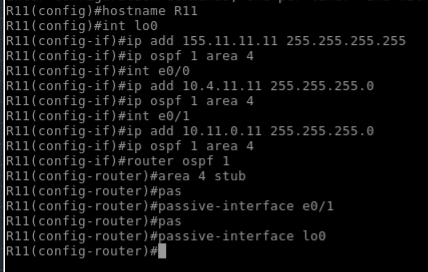 R11(config)#hostname R11
R11(config)#int lo0
R11(config-if)#ip add 155.11.11.11 255.255.255.255
R11(config-if)#ip ospf 1 area 4
R11(config-if)#int e0/0
R11(config-if)#ip add 10.4.11.11 255.255.255.0
R11(config-if)#ip ospf 1 area 4
R11(config-if)#int e0/1
R11(config-if)#ip add 10.11.0.11 255.255.255.0
R11(config-if)#ip ospf 1 area 4
R11(config-if)#router ospf 1
R11(config-router)#area 4 stub
R11(config-router)#pas
R11(config-router)#passive-interface e0/1
R11(config-router)#pas
R11(config-router)#passive-interface lo0
R11(config-router)#